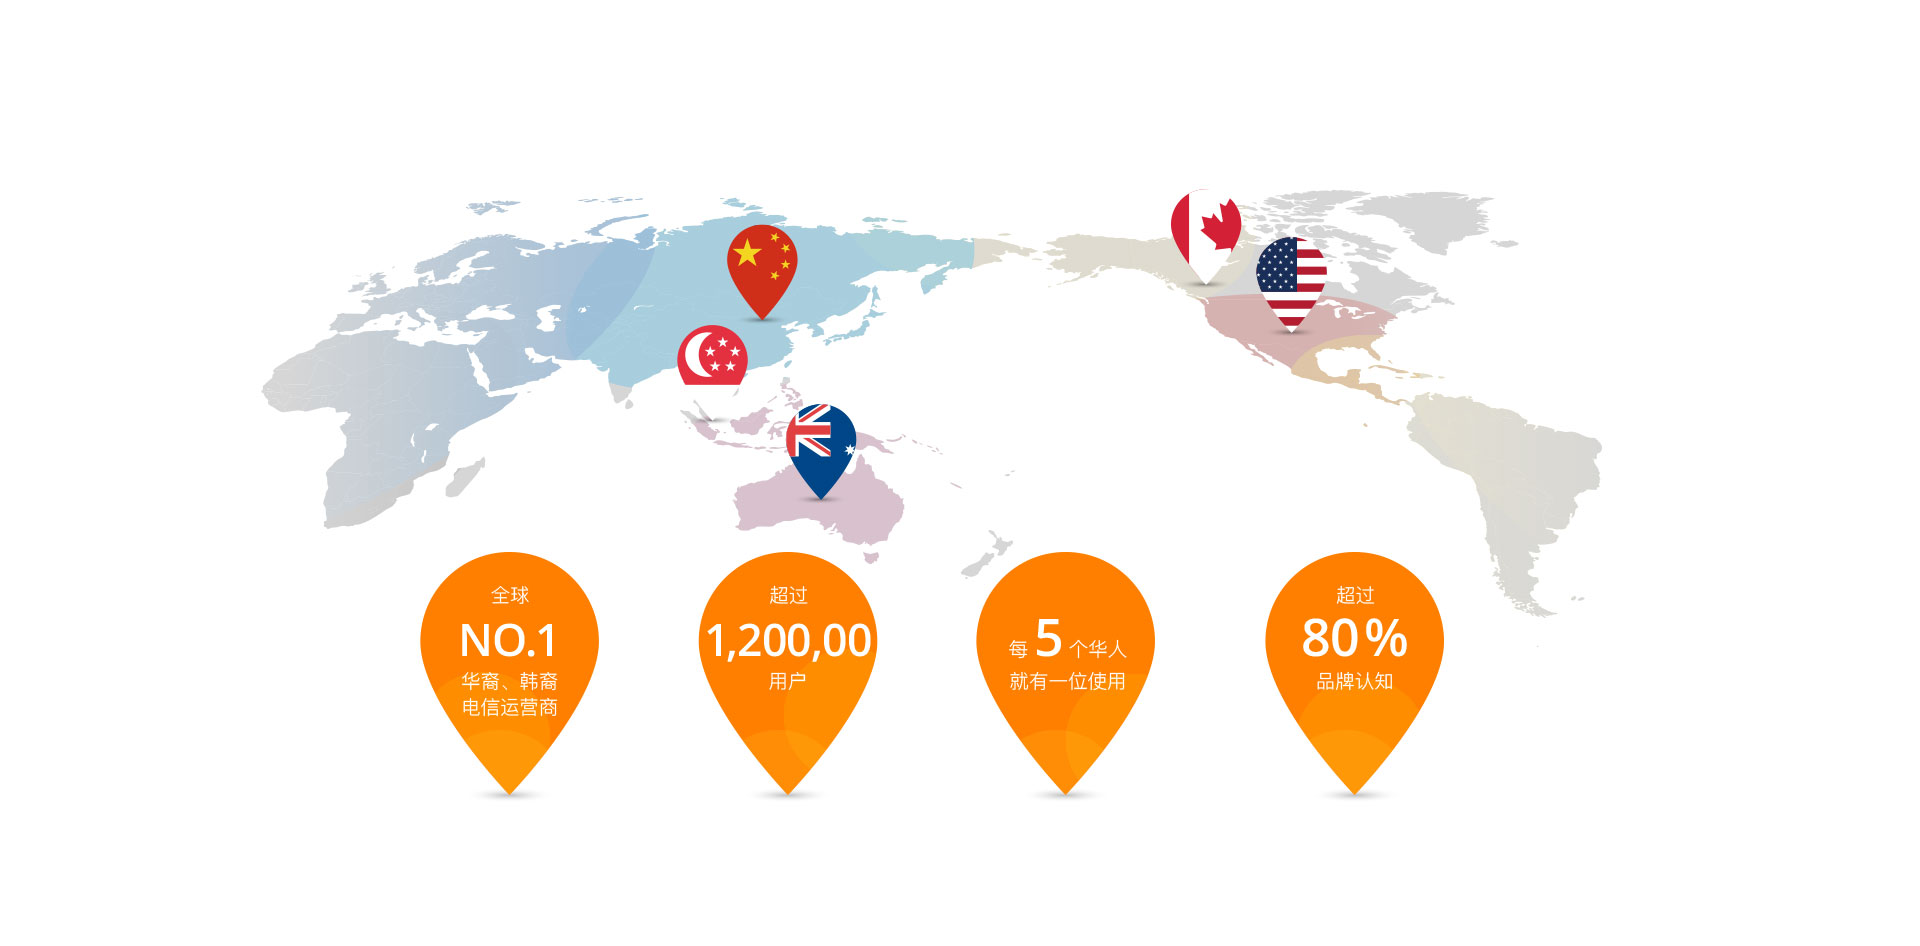 全球
NO.1
华裔、韩裔
电信运营商
超过
1,200,00
用户
每 5 个华人
就有一位使用
超过
80%
品牌认知